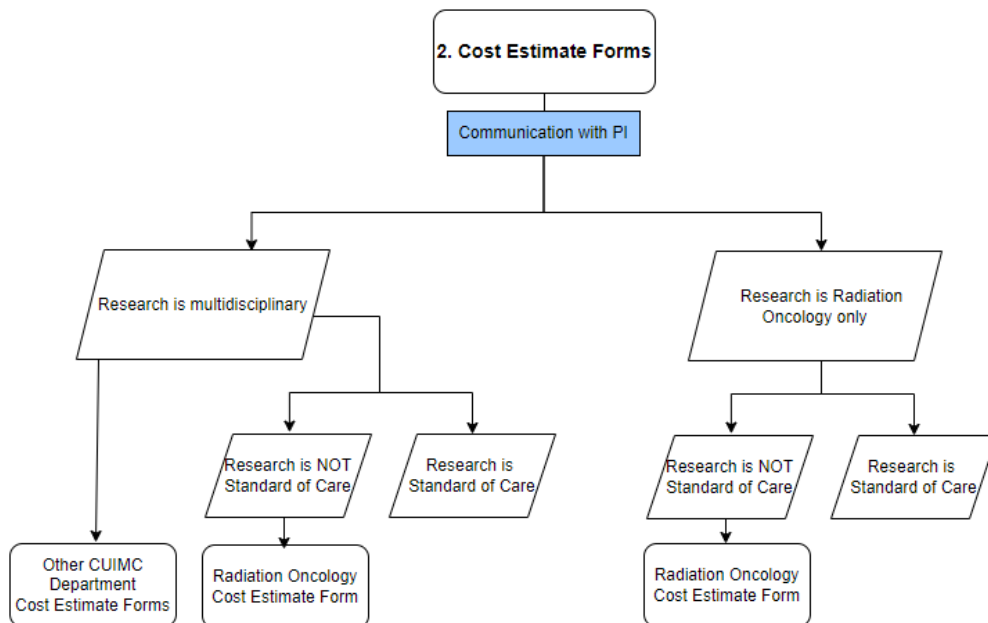 2. Cost Estimate Forms
Communication with PI
Research is multidisciplinary
Research is Radiation
Oncology only
Research is NOT
Standard of Care
Research is
Standard of Care
Research is NOT
Standard of Care
Research is
Standard of Care
Other CUIMC
Department
Cost Estimate Forms
Radiation Oncology
Cost Estimate Form
Radiation Oncology
Cost Estimate Form